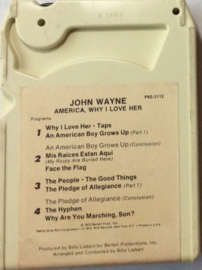 P8S-2112
JOHN WAYNE
AMERICA, WHY I LOVE HER
Programs
1 Why I Love Her - Taps
An American Boy Grows Up (Part 1)
An American Boy Grows Up (Conclusion)
2 Mis Raices Estan Aqui
(My Roots Are Buried Here)
Face the Flag
3 The People - The Good Things
The Pledge of Allegiance (Part 1)
The Pledge of Allegiance (Conclusion)
4 The Hyphen
Why Are You Marching, Son?
Produced by Billy Liebert for Batjac Productions, Inc.
Arranged and Conducted by Billy Liebert